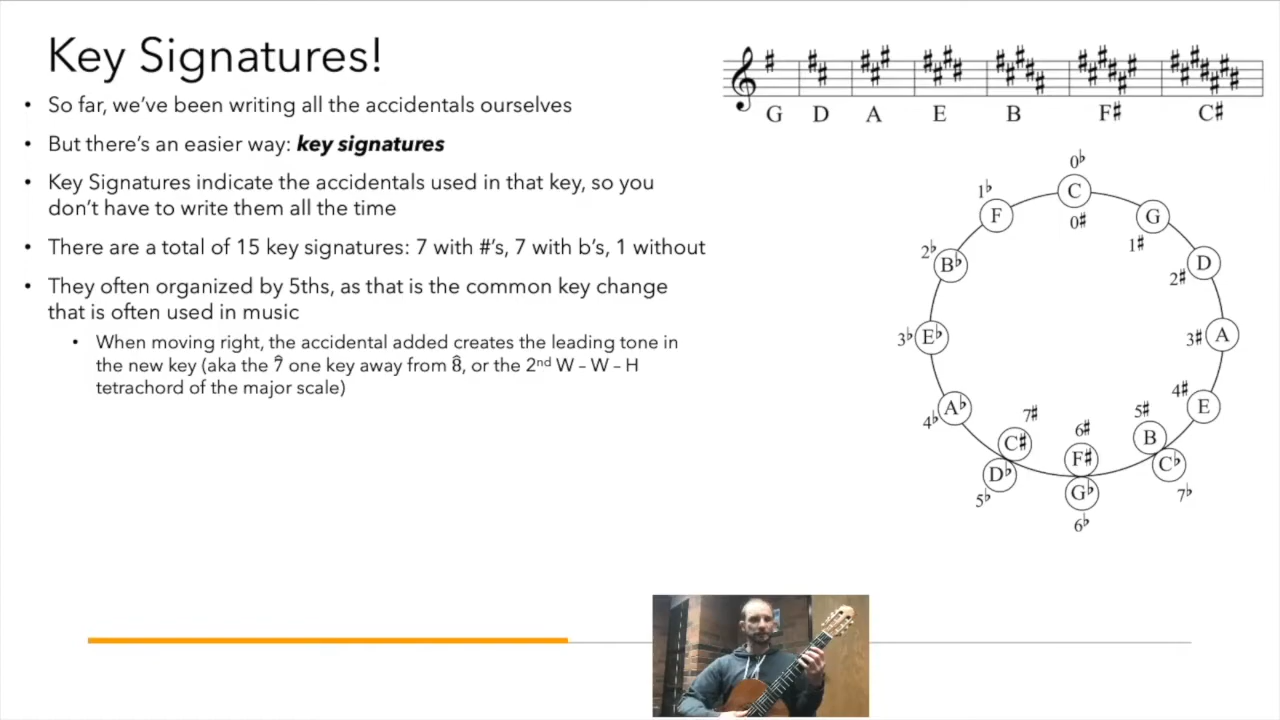 Key Signatures!
• So far, we've been writing all the accidentals ourselves
• But there's an easier way: key signatures
• Key Signatures indicate the accidentals used in that key, so you
don't have to write them all the time
• There are a total of 15 key signatures: 7 with #'s, 7 with b's, 1 without
• They often organized by 5ths, as that is the common key change
that is often used in music
• When moving right, the accidental added creates the leading tone in
the new key (aka the 7̂ one key away from 8̂, or the 2nd W – W – H
tetrachord of the major scale)
G D A E B F# C#
0♭
C
0#
1♭
F
G
1#
2♭
B♭
D
2#
3♭
E♭
3#
A
4♭
A♭
4#
E
7#
C#
D♭
5♭
6#
F#
G♭
6♭
5#
B
C♭
7♭